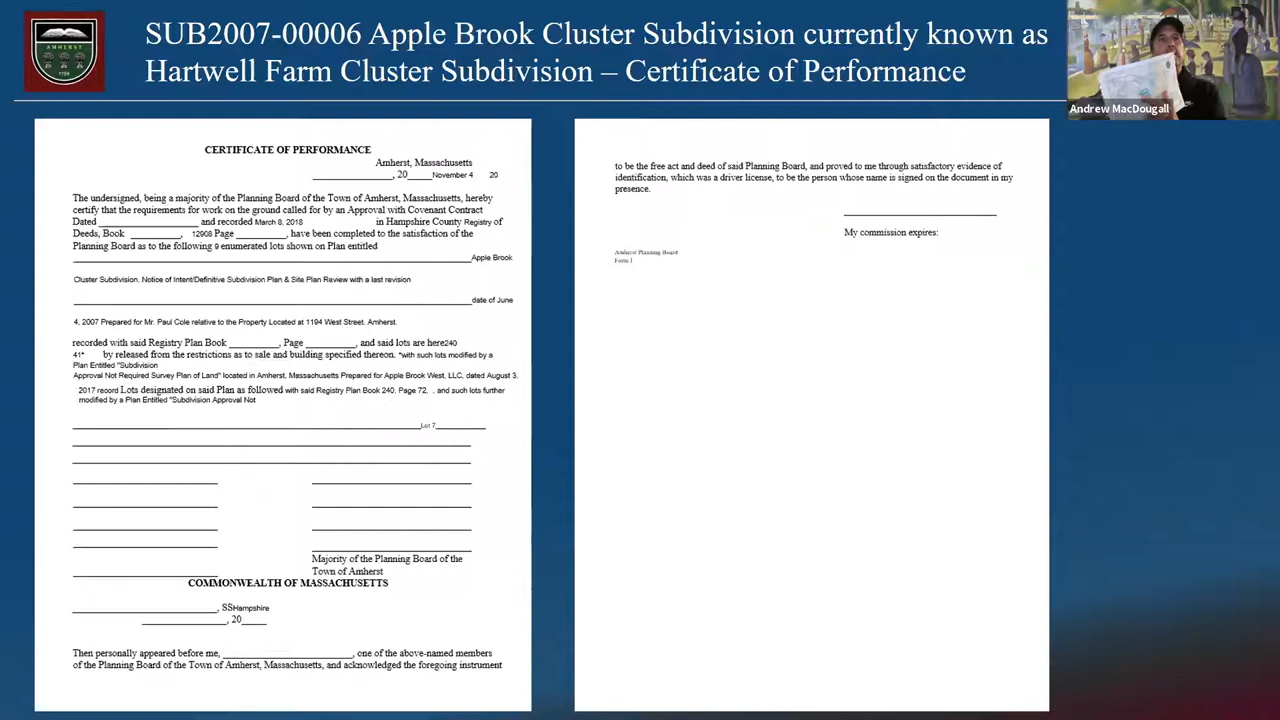 SUB2007-00006 Apple Brook Cluster Subdivision currently known as
Hartwell Farm Cluster Subdivision – Certificate of Performance
AMHERST
1759
Andrew MacDougall
CERTIFICATE OF PERFORMANCE
Amherst, Massachusetts
________________, 20_____November 4 20
The undersigned, being a majority of the Planning Board of the Town of Amherst, Massachusetts, hereby
certify that the requirements for work on the ground called for by an Approval with Covenant Contract
Dated ____________________ and recorded March 8, 2018 in Hampshire County Registry of
Deeds, Book __________, 12908 Page __________, have been completed to the satisfaction of the
Planning Board as to the following 9 enumerated lots shown on Plan entitled
Apple Brook
Cluster Subdivision, Notice of Intent/Definitive Subdivision Plan & Site Plan Review with a last revision
date of June
4, 2007 Prepared for Mr. Paul Cole relative to the Property Located at 1194 West Street. Amherst.
recorded with said Registry Plan Book __________, Page __________, and said lots are here240
41* by released from the restrictions as to sale and building specified thereon. *with such lots modified by a
Plan Entitled "Subdivision
Approval Not Required Survey Plan of Land" located in Amherst, Massachusetts Prepared for Apple Brook West, LLC, dated August 3.
2017 record Lots designated on said Plan as followed with said Registry Plan Book 240, Page 72, . and such lots further
modified by a Plan Entitled "Subdivision Approval Not
Lot 7
Majority of the Planning Board of the
Town of Amherst
COMMONWEALTH OF MASSACHUSETTS
____________________, SSHampshire
________________, 20_____
Then personally appeared before me, __________________________, one of the above-named members
of the Planning Board of the Town of Amherst, Massachusetts, and acknowledged the foregoing instrument
to be the free act and deed of said Planning Board, and proved to me through satisfactory evidence of
identification, which was a driver license, to be the person whose name is signed on the document in my
presence.
My commission expires:
Amherst Planning Board
Form J